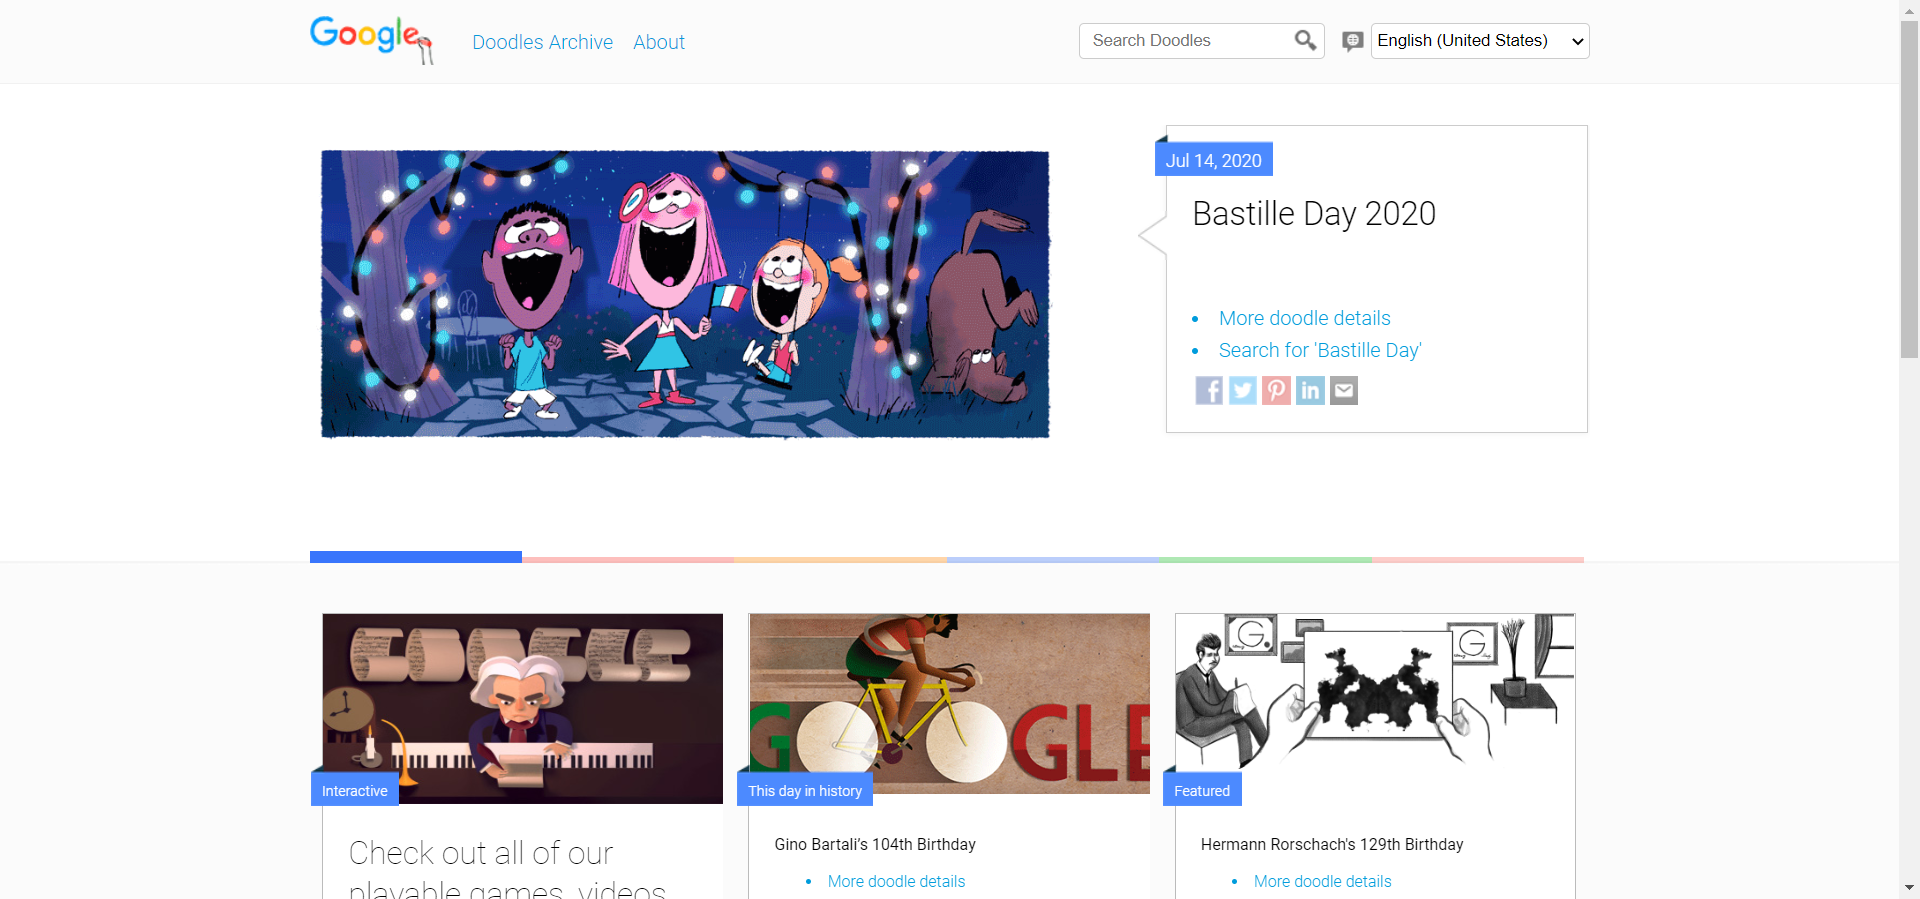 Google
Doodles Archive
About
Search Doodles
English (United States)
Jul 14, 2020
Bastille Day 2020
More doodle details
Search for 'Bastille Day'
Interactive
Check out all of our
playable games, videos
GOOGLE
This day in history
Gino Bartali's 104th Birthday
More doodle details
G G
Featured
Hermann Rorschach's 129th Birthday
More doodle details